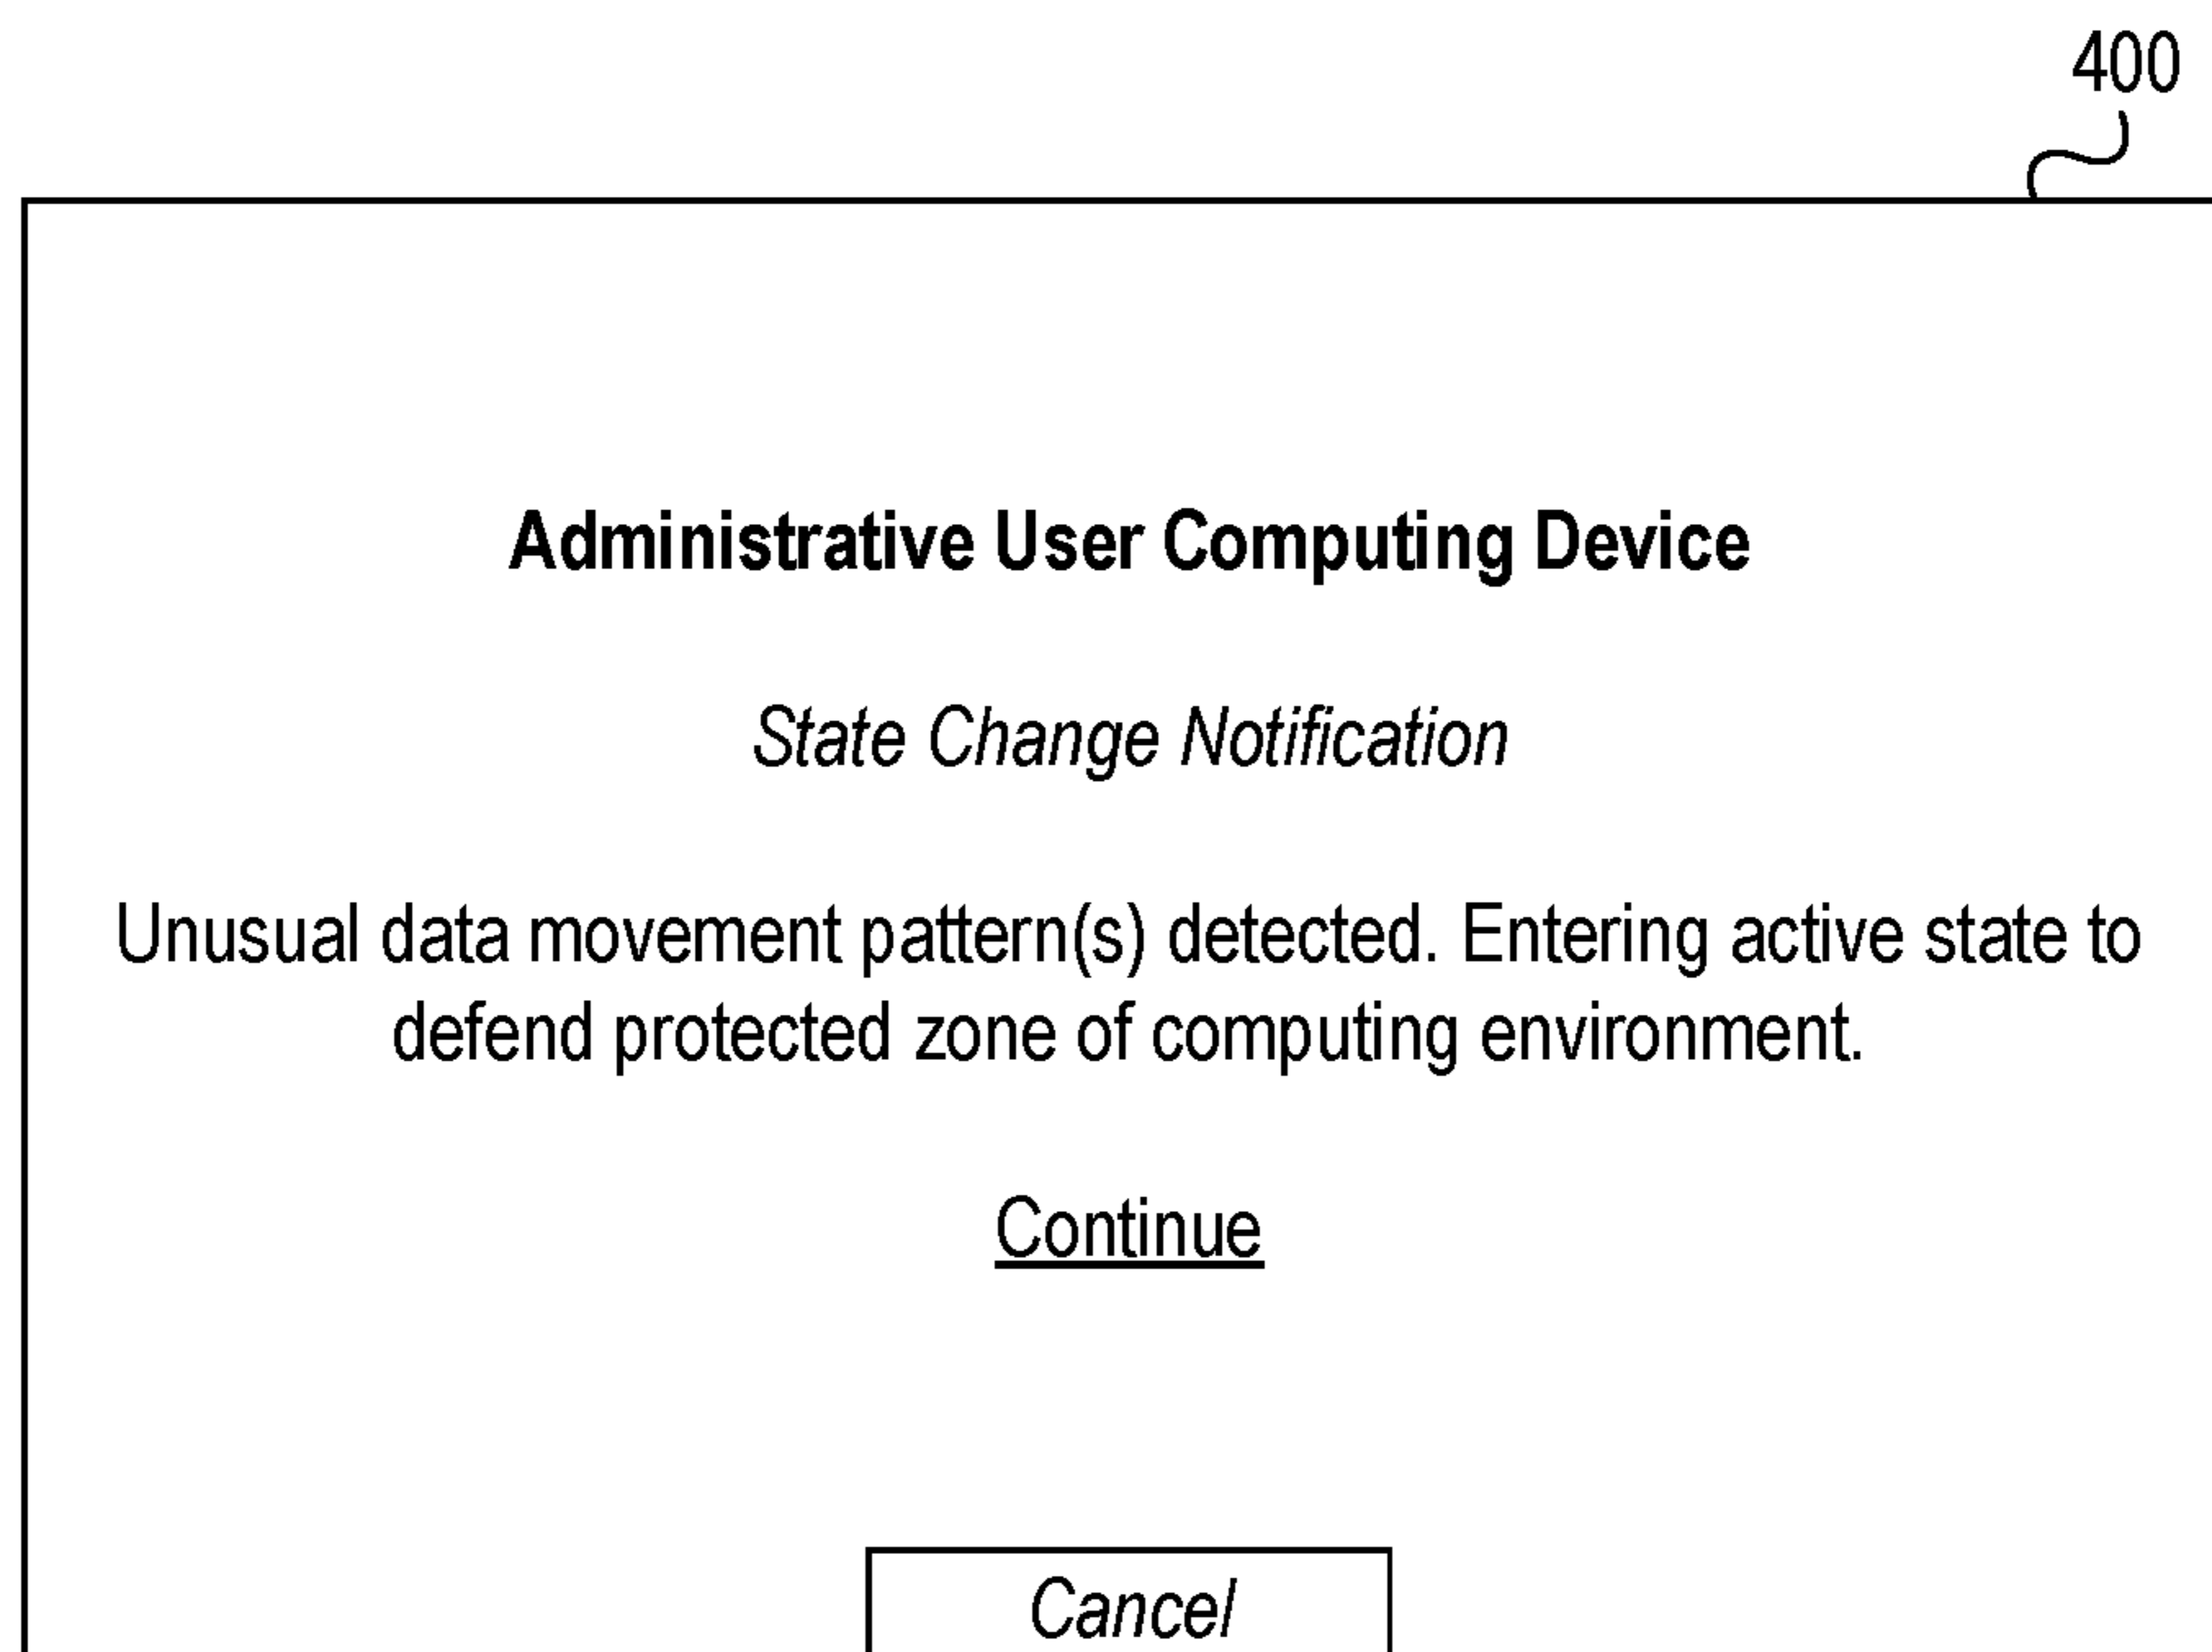 400
Administrative User Computing Device
State Change Notification
Unusual data movement pattern(s) detected. Entering active state to
defend protected zone of computing environment.
Continue
Cancel